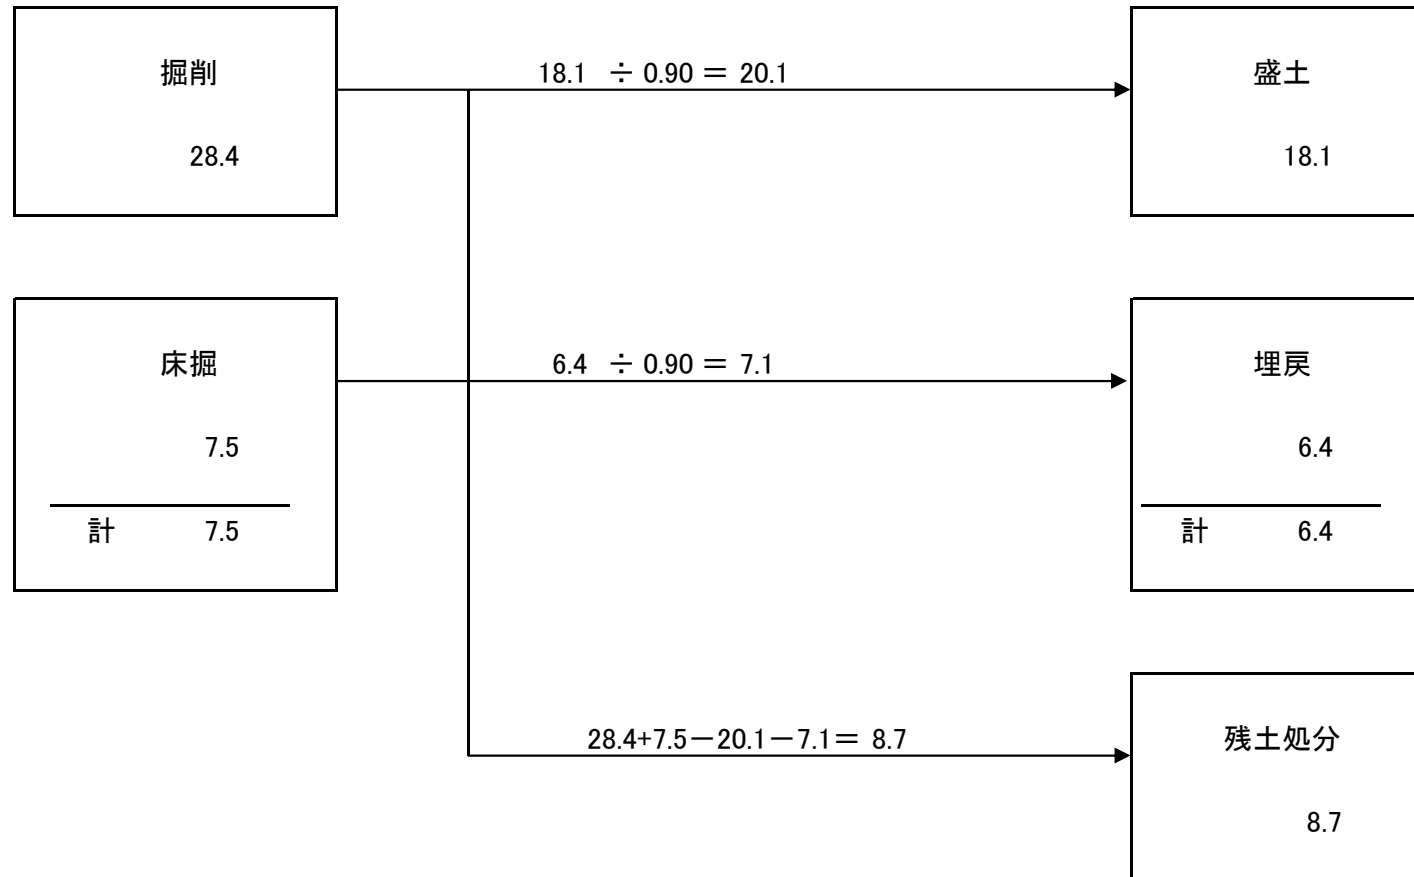 掘削
18.1 ÷ 0.90 = 20.1
盛土
28.4
18.1
床掘
6.4 ÷ 0.90 = 7.1
埋戻
7.5
6.4
計 7.5
計 6.4
28.4+7.5－20.1－7.1＝ 8.7
残土処分
8.7